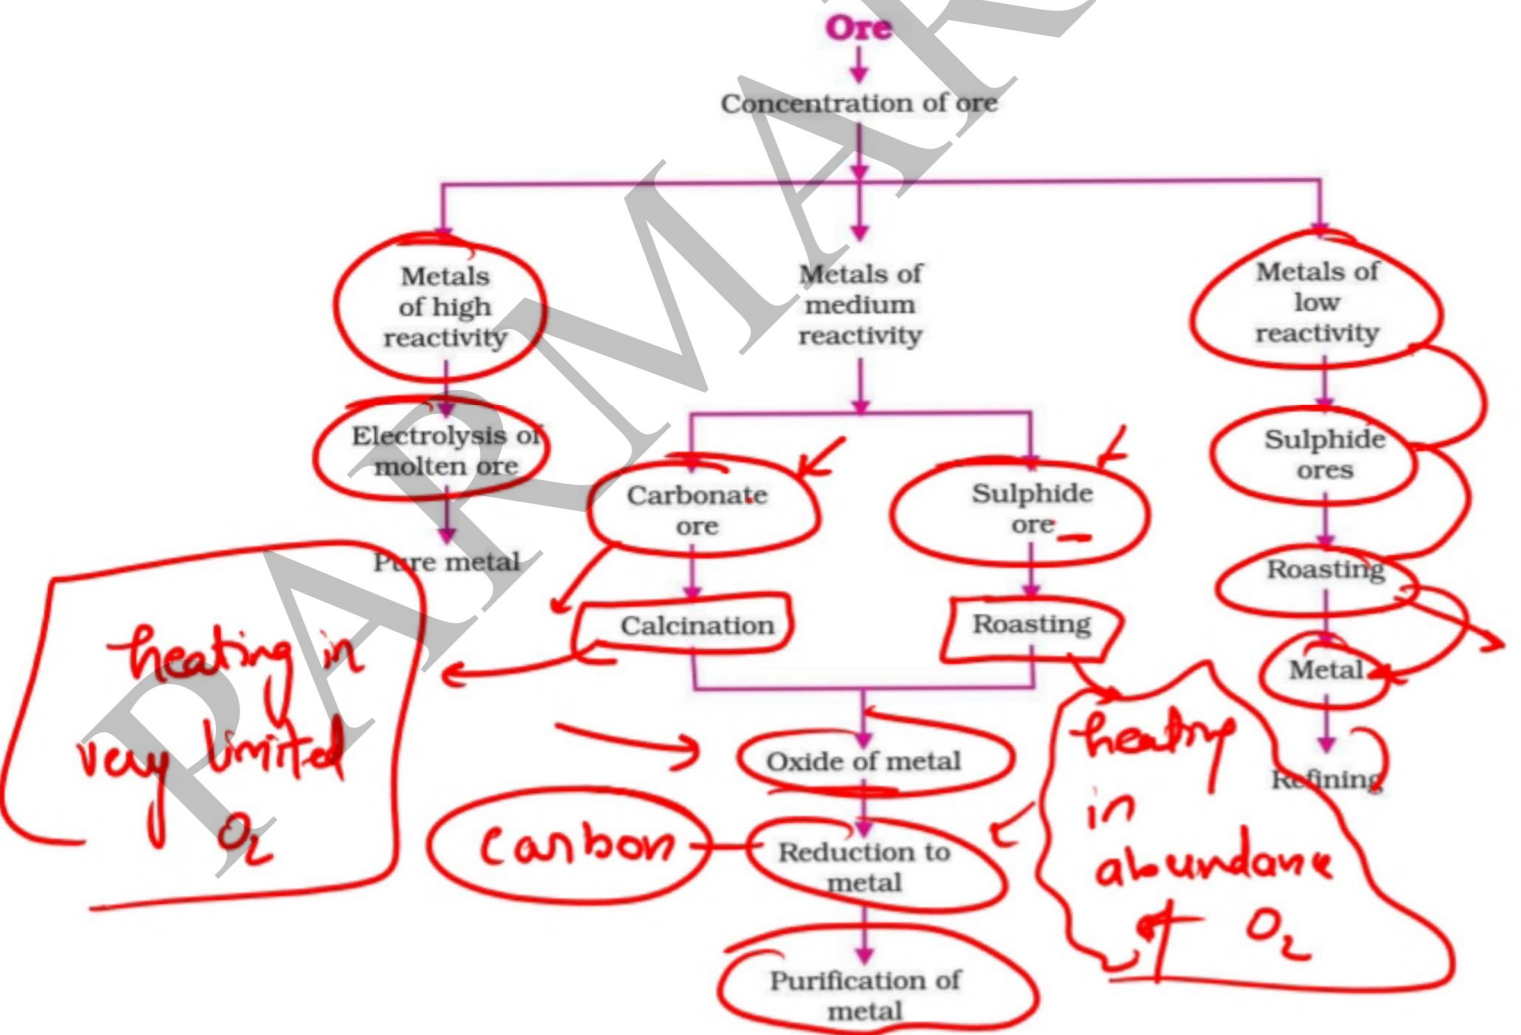 Ore
Concentration of ore
Metals
of high
reactivity
Electrolysis of
molten ore
Pure metal
Metals of
medium
reactivity
Carbonate
ore
Calcination
Sulphide
ore
Roasting
Oxide of metal
Reduction to
metal
Purification of
metal
Metals of
low
reactivity
Sulphide
ores
Roasting
Metal
Refining
heating in
very limited
O2
carbon
heating
in
abundane
of O2
PARMAR